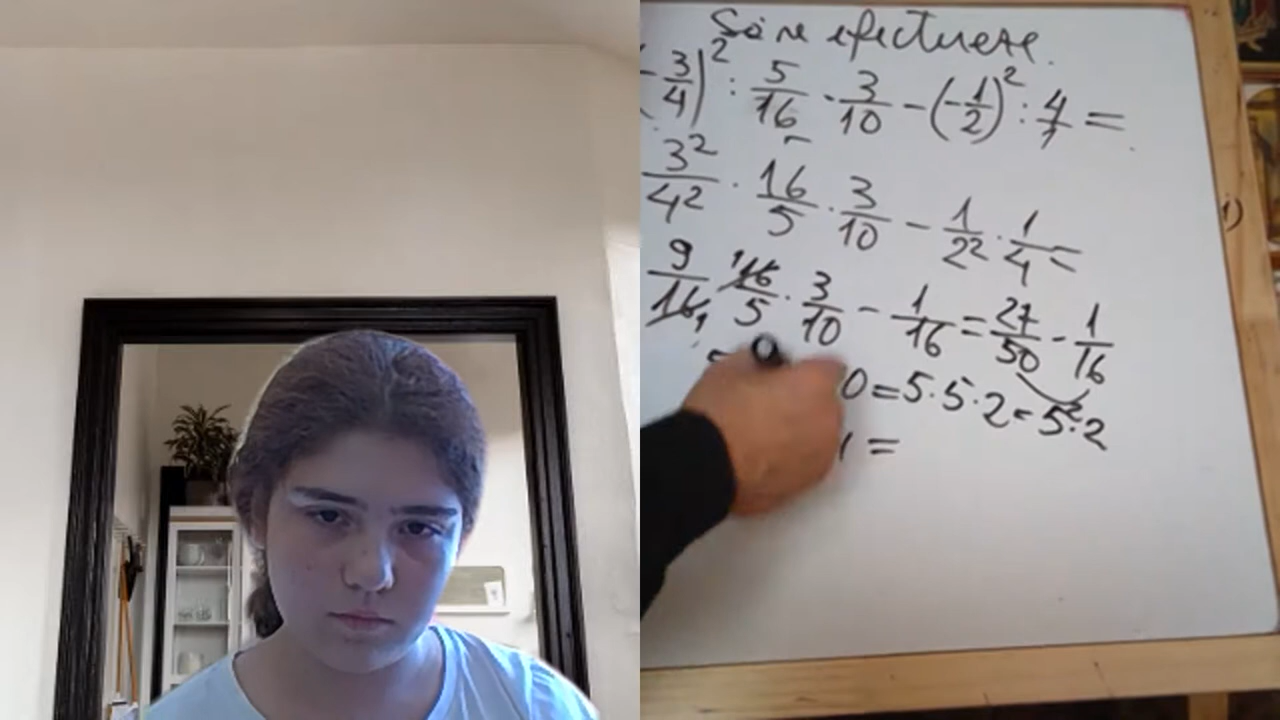 Să se efectueze.
(-3/4)² : 5/16 · 3/10 - (-1/2)² : 4/1 =
3²/4² · 16/5 · 3/10 - 1/2² · 1/4 =
9/16 · 16/5 · 3/10 - 1/16 = 27/50 - 1/16
0 = 5·5·2 = 5²·2
=
1)